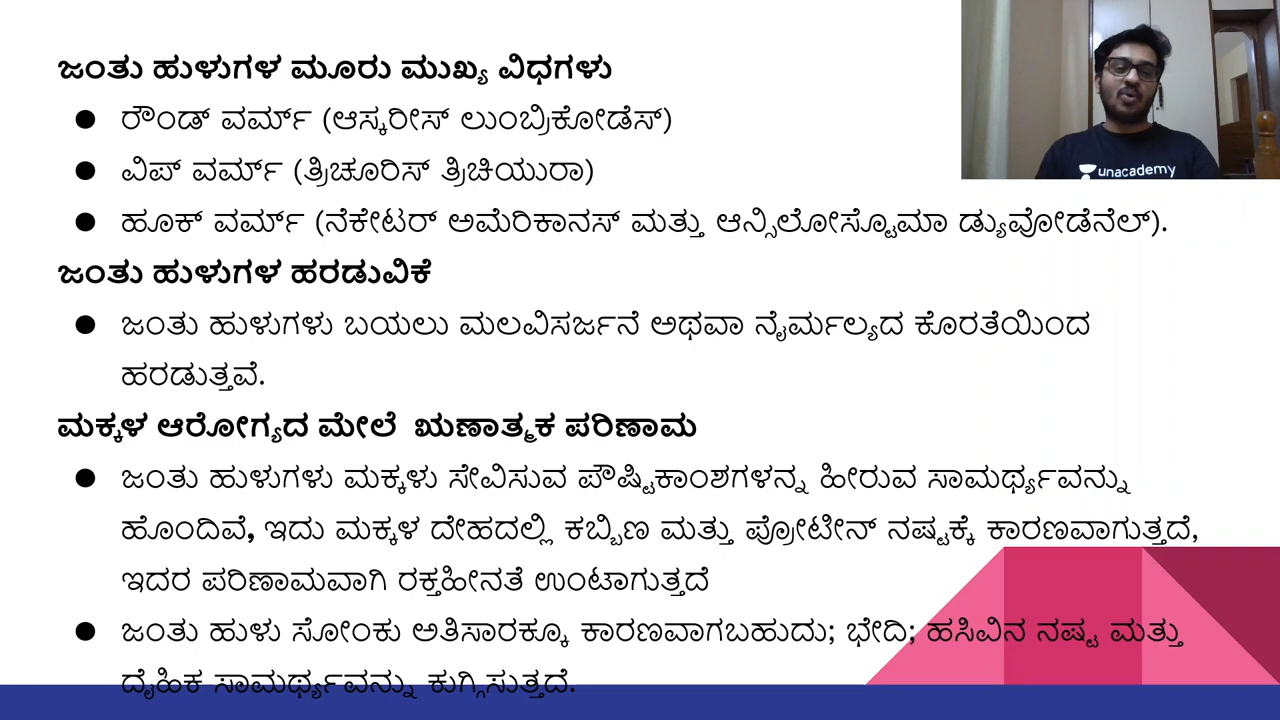 ಜಂತು ಹುಳುಗಳ ಮೂರು ಮುಖ್ಯ ವಿಧಗಳು
● ರೌಂಡ್ ವರ್ಮ್ (ಆಸ್ಕರೀಸ್ ಲುಂಬ್ರಿಕೋಡೆಸ್)
● ವಿಪ್ ವರ್ಮ್ (ತ್ರಿಚೂರಿಸ್ ತ್ರಿಚಿಯುರಾ)
● ಹೂಕ್ ವರ್ಮ್ (ನೆಕೇಟರ್ ಅಮೆರಿಕಾನಸ್ ಮತ್ತು ಆನ್ಸಿಲೋಸ್ಟೊಮಾ ಡ್ಯುವೋಡೆನೆಲ್).
ಜಂತು ಹುಳುಗಳ ಹರಡುವಿಕೆ
● ಜಂತು ಹುಳುಗಳು ಬಯಲು ಮಲವಿಸರ್ಜನೆ ಅಥವಾ ನೈರ್ಮಲ್ಯದ ಕೊರತೆಯಿಂದ
ಹರಡುತ್ತವೆ.
ಮಕ್ಕಳ ಆರೋಗ್ಯದ ಮೇಲೆ ಋಣಾತ್ಮಕ ಪರಿಣಾಮ
● ಜಂತು ಹುಳುಗಳು ಮಕ್ಕಳು ಸೇವಿಸುವ ಪೌಷ್ಟಿಕಾಂಶಗಳನ್ನ ಹೀರುವ ಸಾಮರ್ಥ್ಯವನ್ನು
ಹೊಂದಿವೆ, ಇದು ಮಕ್ಕಳ ದೇಹದಲ್ಲಿ ಕಬ್ಬಿಣ ಮತ್ತು ಪ್ರೋಟೀನ್ ನಷ್ಟಕ್ಕೆ ಕಾರಣವಾಗುತ್ತದೆ,
ಇದರ ಪರಿಣಾಮವಾಗಿ ರಕ್ತಹೀನತೆ ಉಂಟಾಗುತ್ತದೆ
● ಜಂತು ಹುಳು ಸೋಂಕು ಅತಿಸಾರಕ್ಕೂ ಕಾರಣವಾಗಬಹುದು; ಭೇದಿ; ಹಸಿವಿನ ನಷ್ಟ ಮತ್ತು
ದೈಹಿಕ ಸಾಮರ್ಥ್ಯವನ್ನು ಕುಗ್ಗಿಸುತ್ತದೆ.
unacademy